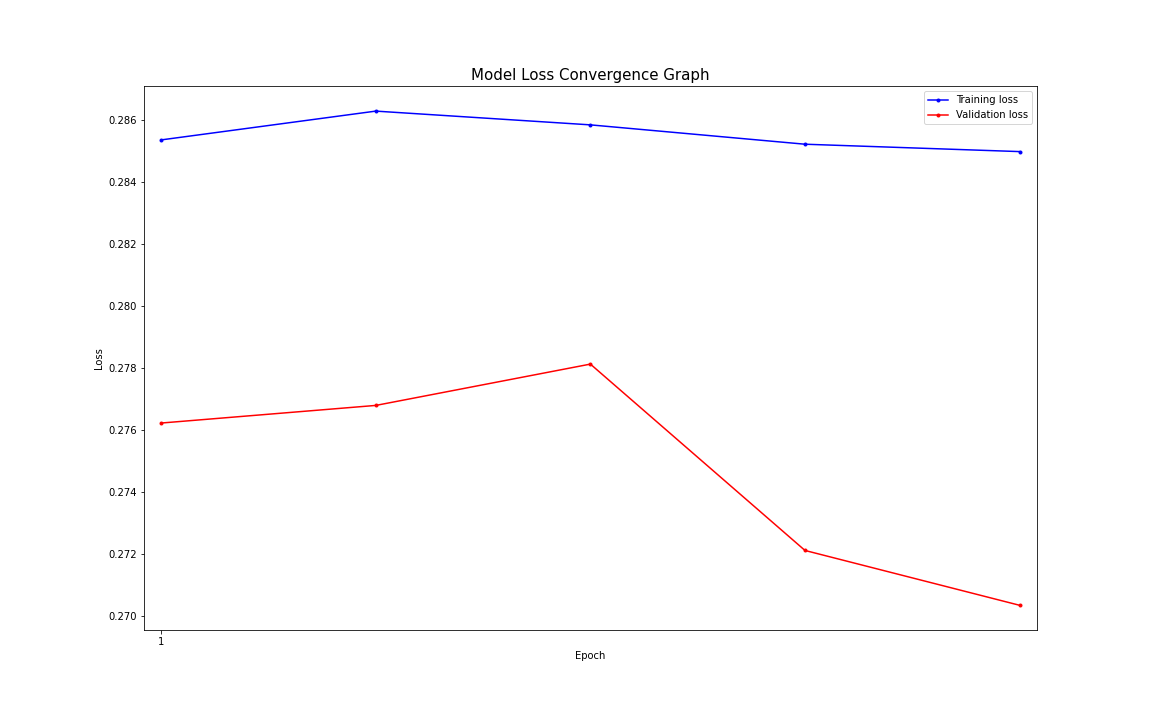 Model Loss Convergence Graph
Training loss
Validation loss
0.286
0.284
0.282
0.280
0.278
0.276
0.274
0.272
0.270
Loss
1
Epoch